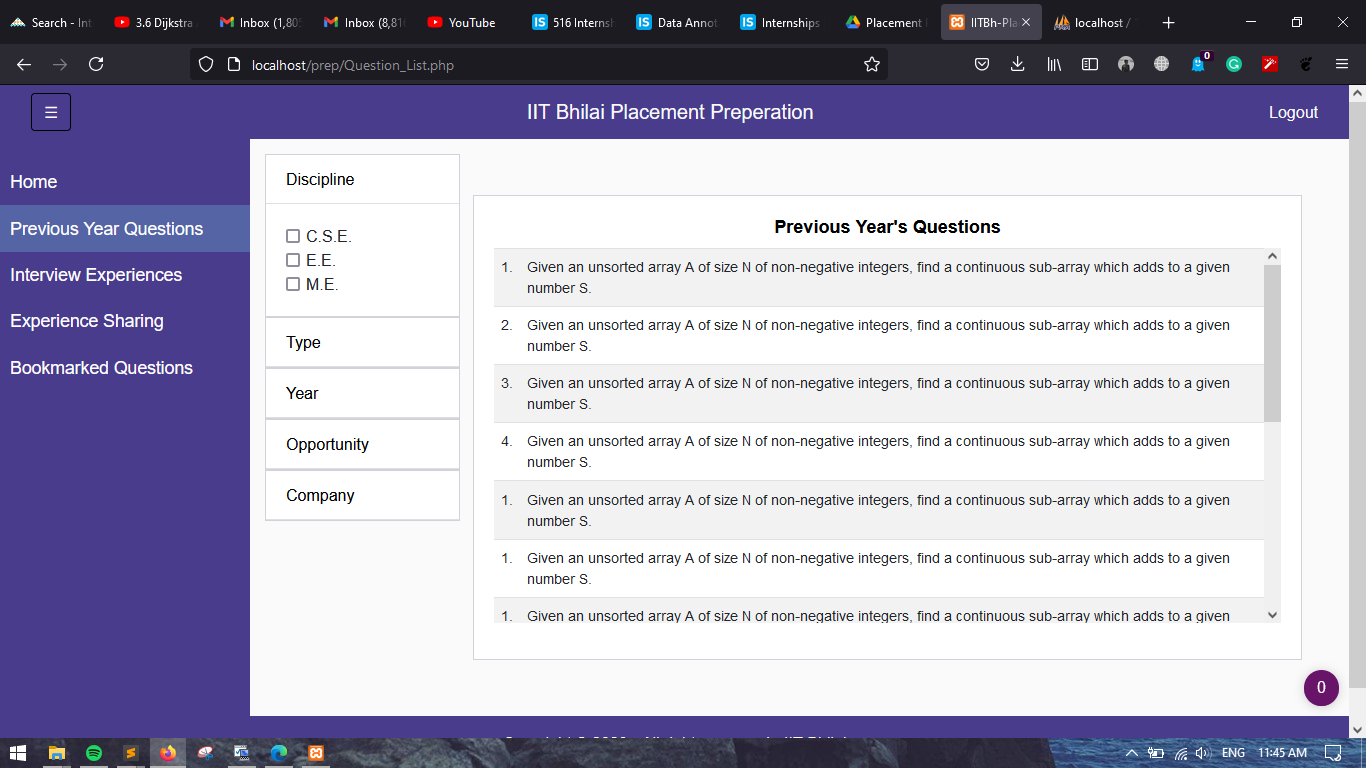 Search - Int
3.6 Dijkstra
Inbox (1,80
Inbox (8,81
YouTube
IS 516 Interns
IS Data Annot
IS Internships
Placement
IITBh-Pla
localhost /
localhost/prep/Question_List.php
0
IIT Bhilai Placement Preperation
Logout
Home
Previous Year Questions
Interview Experiences
Experience Sharing
Bookmarked Questions
Discipline
C.S.E.
E.E.
M.E.
Type
Year
Opportunity
Company
Previous Year's Questions
1. Given an unsorted array A of size N of non-negative integers, find a continuous sub-array which adds to a given
number S.
2. Given an unsorted array A of size N of non-negative integers, find a continuous sub-array which adds to a given
number S.
3. Given an unsorted array A of size N of non-negative integers, find a continuous sub-array which adds to a given
number S.
4. Given an unsorted array A of size N of non-negative integers, find a continuous sub-array which adds to a given
number S.
1. Given an unsorted array A of size N of non-negative integers, find a continuous sub-array which adds to a given
number S.
1. Given an unsorted array A of size N of non-negative integers, find a continuous sub-array which adds to a given
number S.
1. Given an unsorted array A of size N of non-negative integers, find a continuous sub-array which adds to a given
0
ENG
11:45 AM